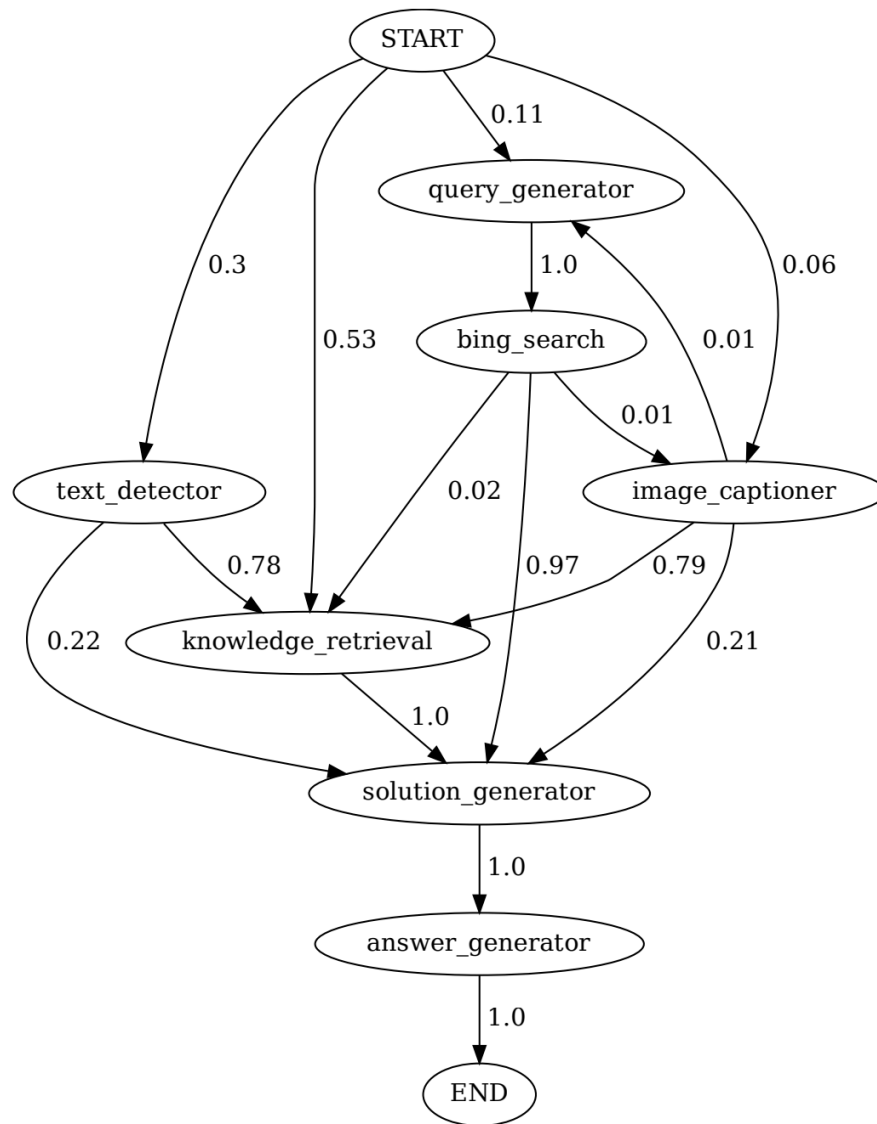 START
0.11
query_generator
0.3
0.53
1.0
0.06
bing_search
0.01
0.01
text_detector
0.02
image_captioner
0.78
0.97
0.79
0.22
knowledge_retrieval
0.21
1.0
solution_generator
1.0
answer_generator
1.0
END